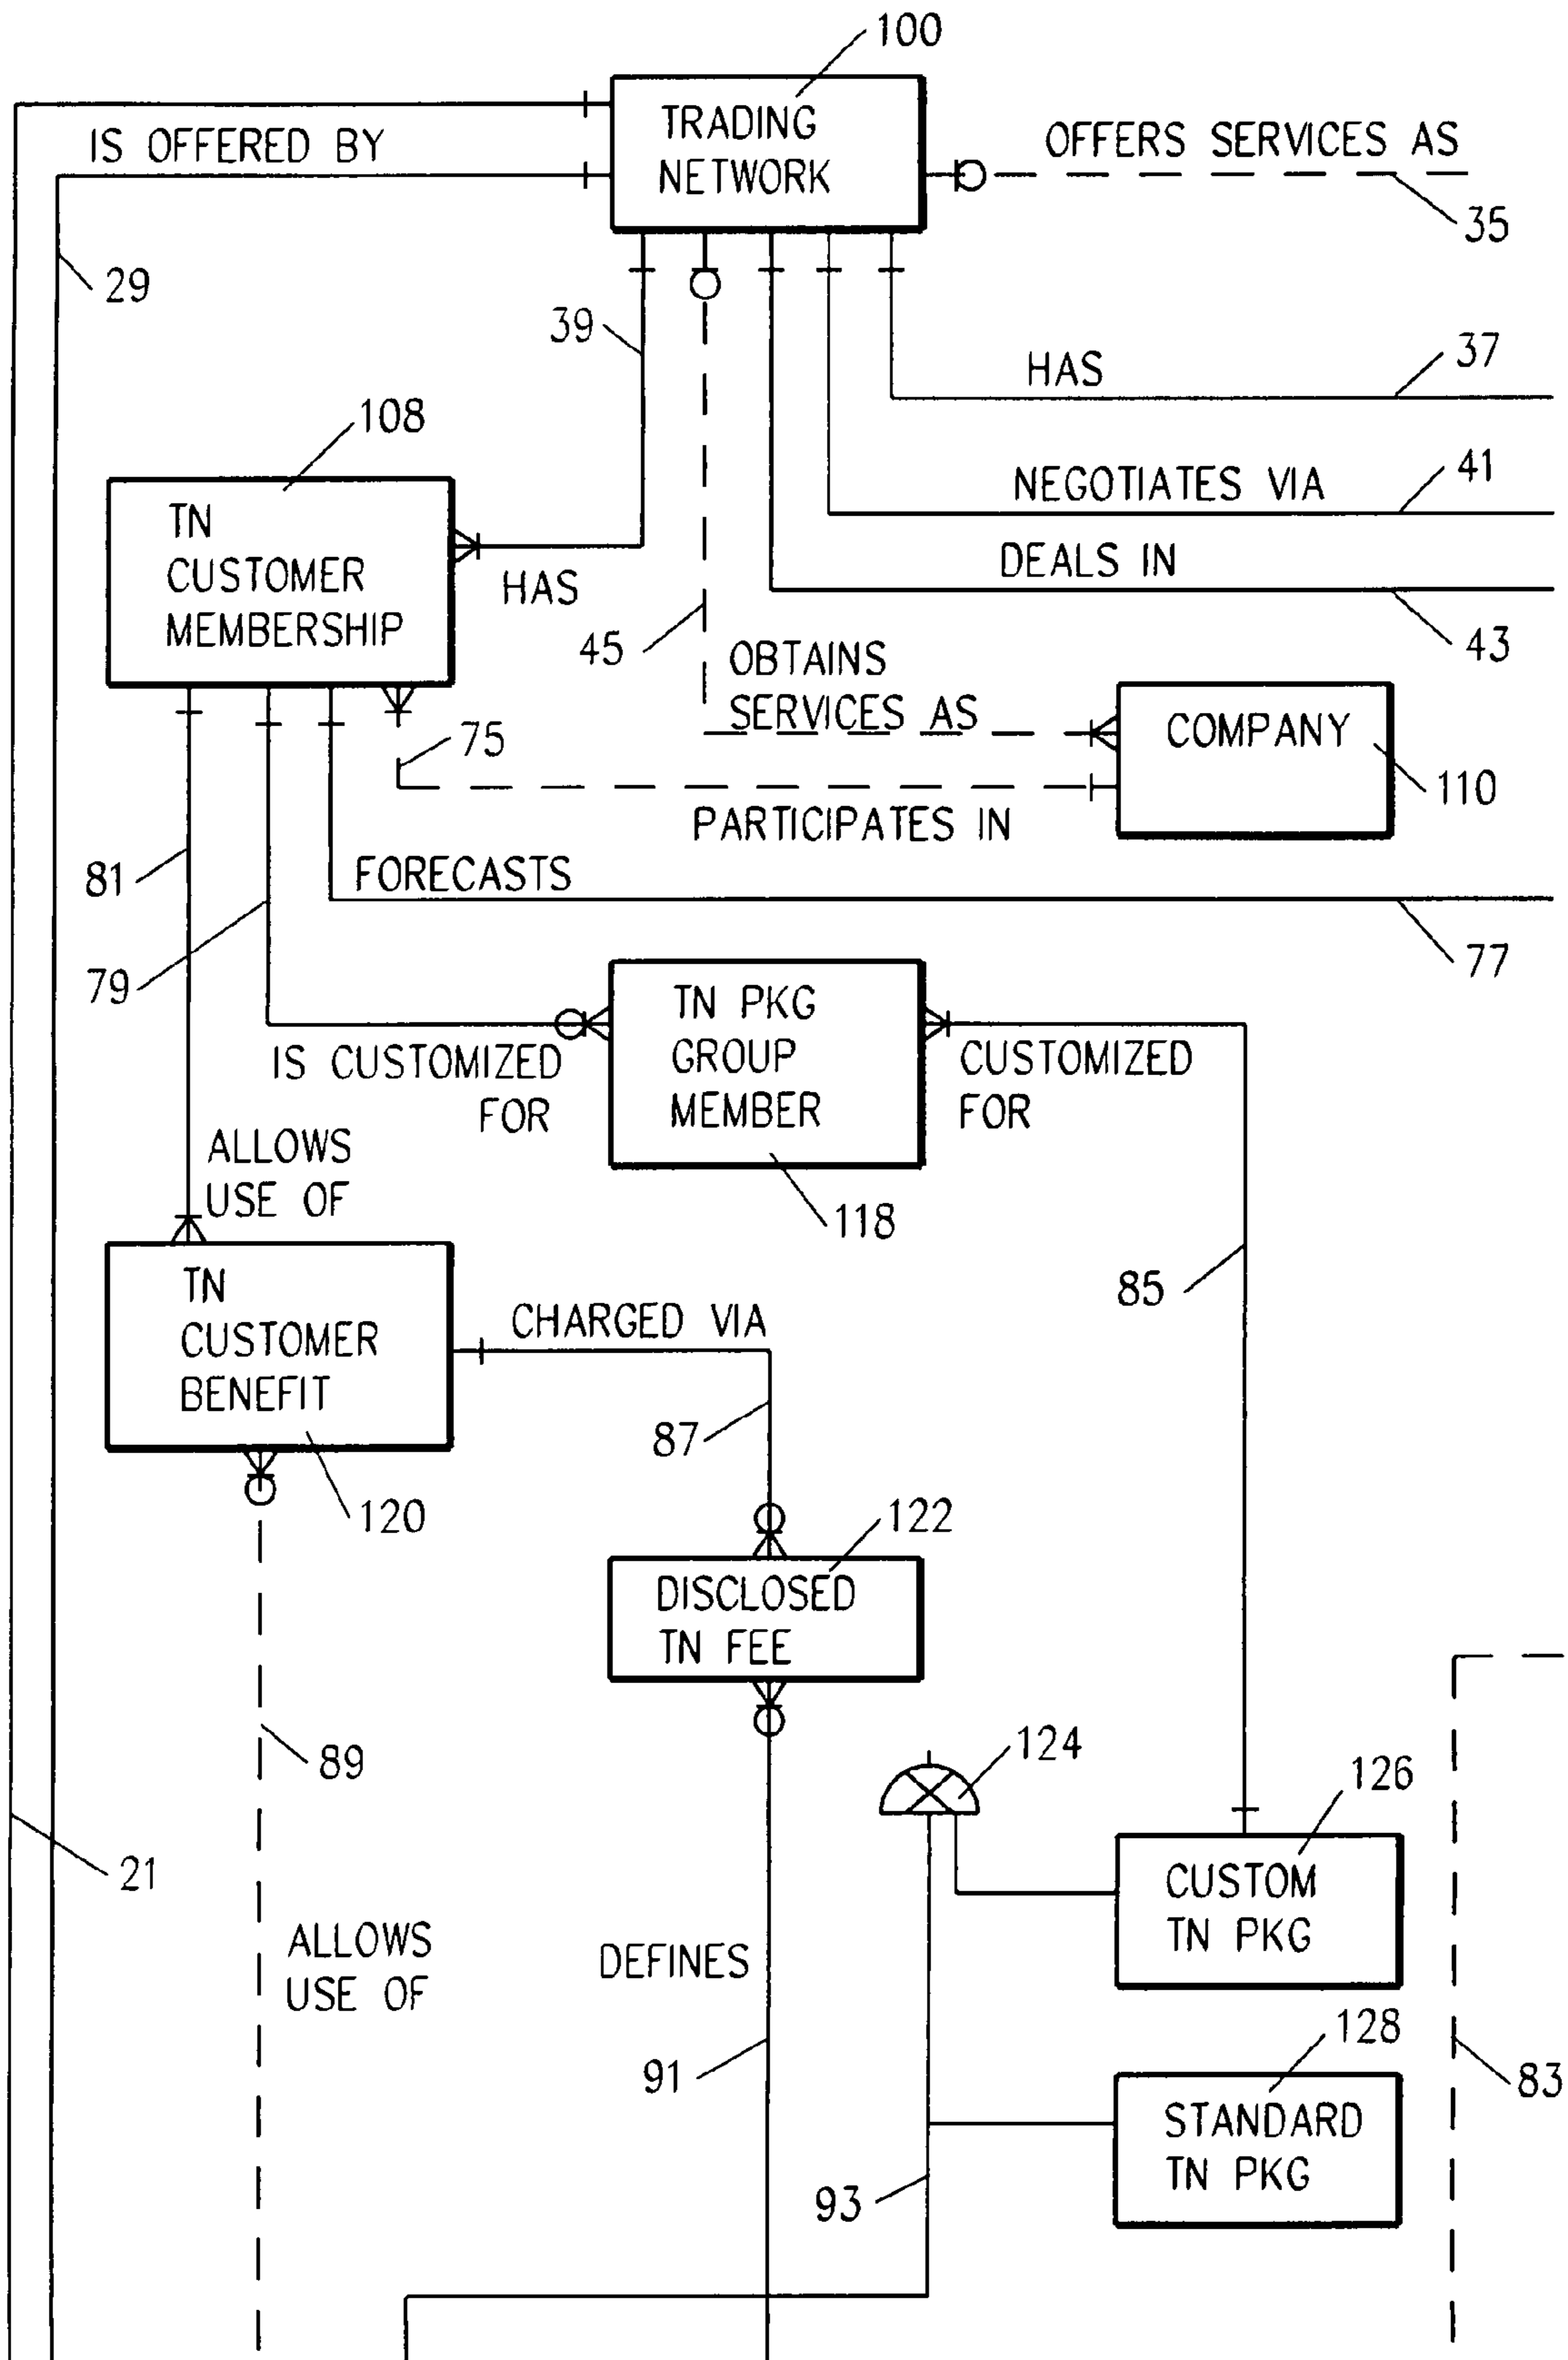 100
TRADING
NETWORK
IS OFFERED BY
OFFERS SERVICES AS
35
29
39
HAS
37
108
NEGOTIATES VIA
41
TN
CUSTOMER
MEMBERSHIP
HAS
DEALS IN
43
45
OBTAINS
SERVICES AS
COMPANY
110
75
PARTICIPATES IN
81
FORECASTS
77
79
TN PKG
GROUP
MEMBER
IS CUSTOMIZED
FOR
CUSTOMIZED
FOR
118
ALLOWS
USE OF
85
TN
CUSTOMER
BENEFIT
CHARGED VIA
87
120
122
DISCLOSED
TN FEE
89
124
126
21
CUSTOM
TN PKG
ALLOWS
USE OF
DEFINES
91
128
83
STANDARD
TN PKG
93